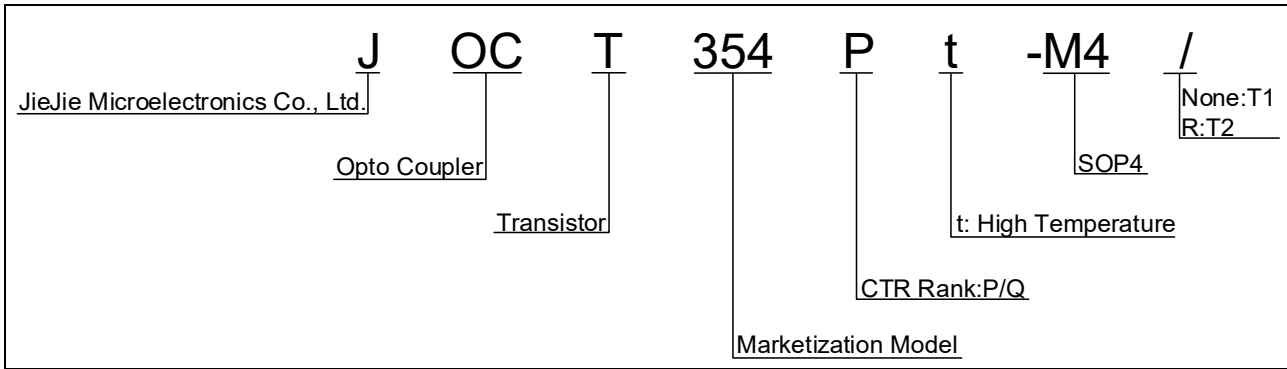 J OC T 354 P t -M4 /
JieJie Microelectronics Co., Ltd.
None:T1
R:T2
Opto Coupler
SOP4
Transistor
t: High Temperature
CTR Rank:P/Q
Marketization Model